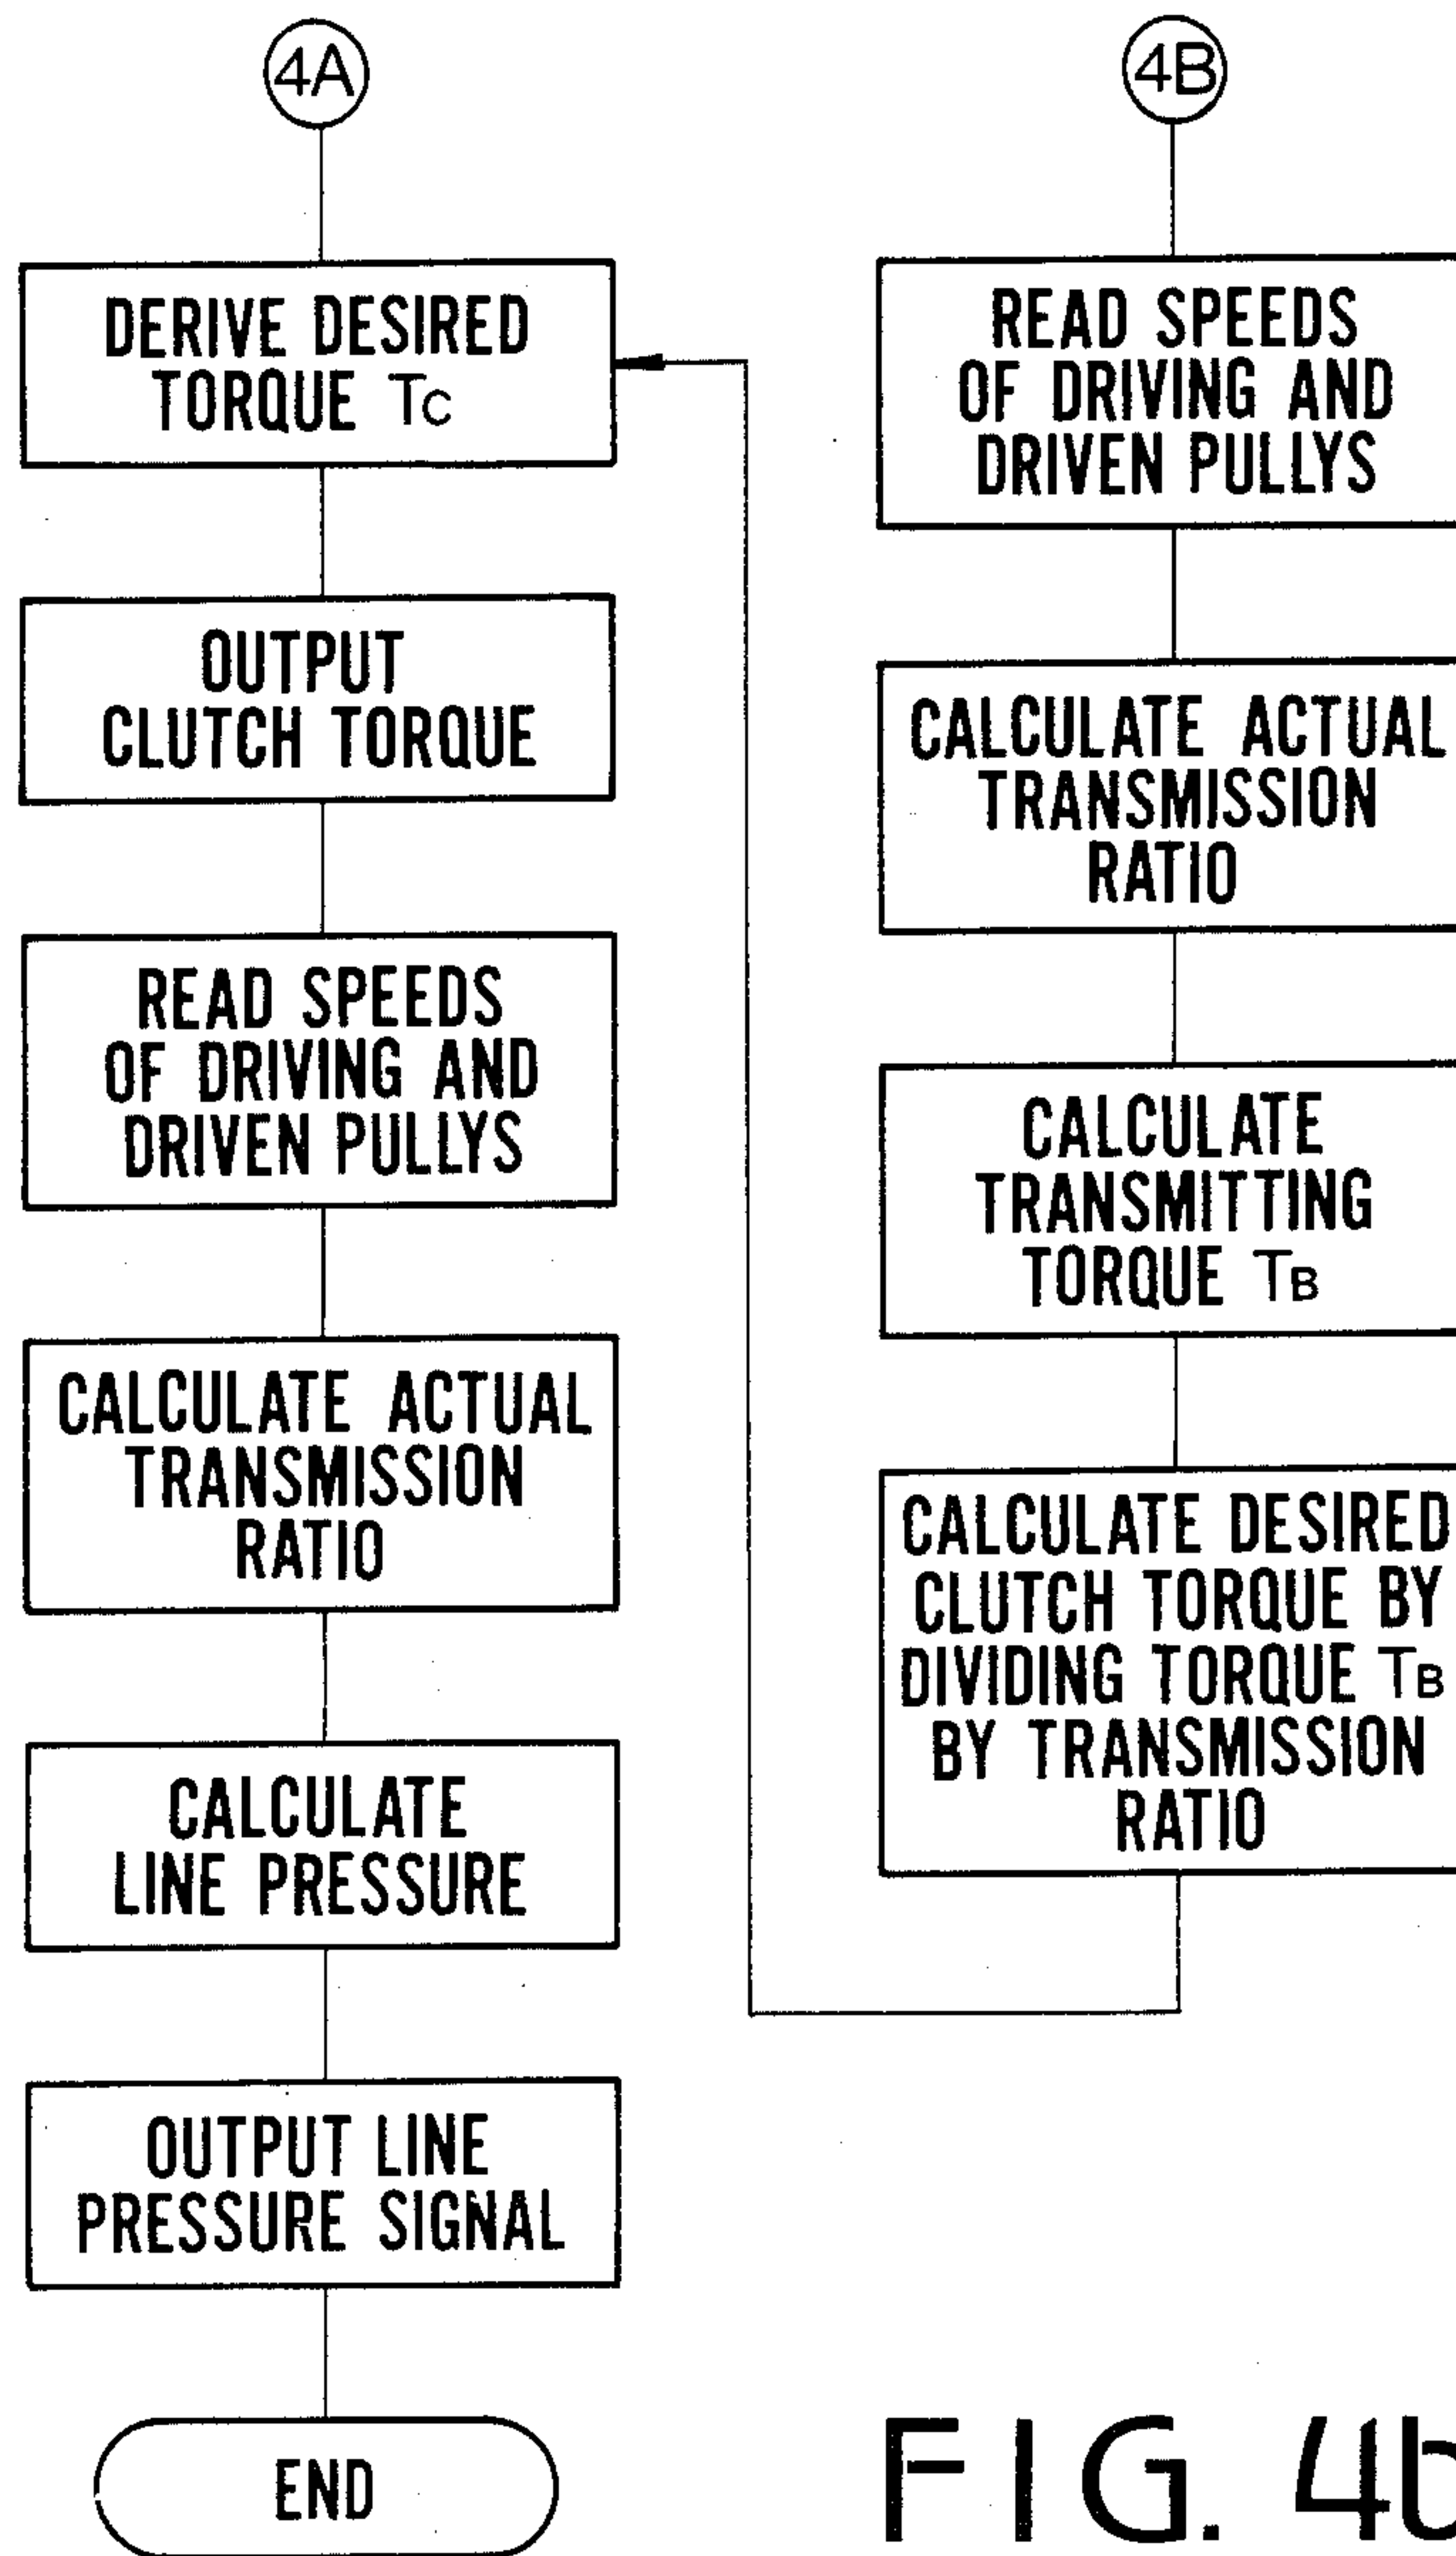 4A
DERIVE DESIRED
TORQUE TC
OUTPUT
CLUTCH TORQUE
READ SPEEDS
OF DRIVING AND
DRIVEN PULLYS
CALCULATE ACTUAL
TRANSMISSION
RATIO
CALCULATE
LINE PRESSURE
OUTPUT LINE
PRESSURE SIGNAL
END
4B
READ SPEEDS
OF DRIVING AND
DRIVEN PULLYS
CALCULATE ACTUAL
TRANSMISSION
RATIO
CALCULATE
TRANSMITTING
TORQUE TB
CALCULATE DESIRED
CLUTCH TORQUE BY
DIVIDING TORQUE TB
BY TRANSMISSION
RATIO
FIG. 4b